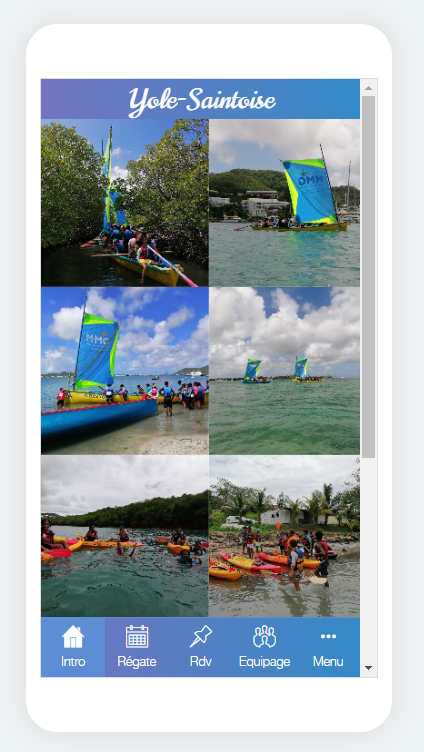 Yole-Saintoise
OMM
OMM
Intro
Régate
Rdv
Equipage
Menu